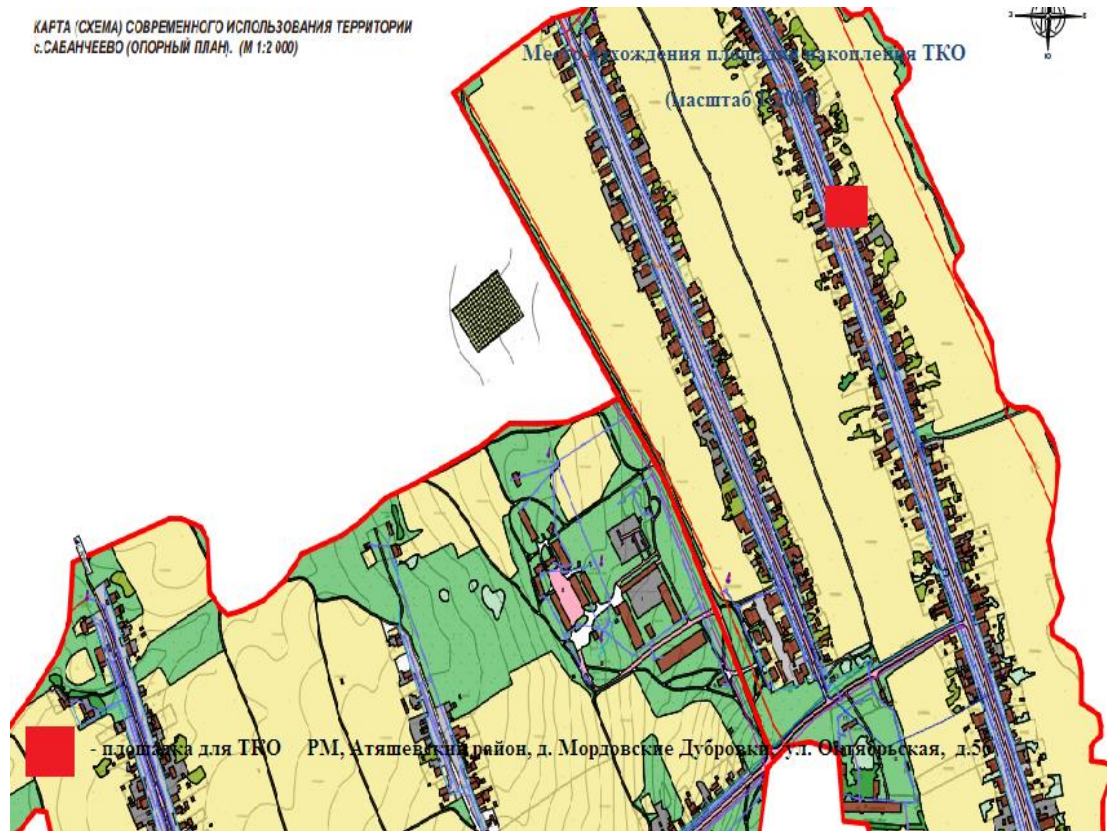 КАРТА (СХЕМА) СОВРЕМЕННОГО ИСПОЛЬЗОВАНИЯ ТЕРРИТОРИИ
с.САБАНЧЕЕВО (ОПОРНЫЙ ПЛАН). (М 1:2 000)
Место нахождения площадки накопления ТКО
(масштаб
- площадка для ТКО РМ, Атяшевский район, д. Мордовские Дубровки, ул. Октябрьская,
З
В
Ю